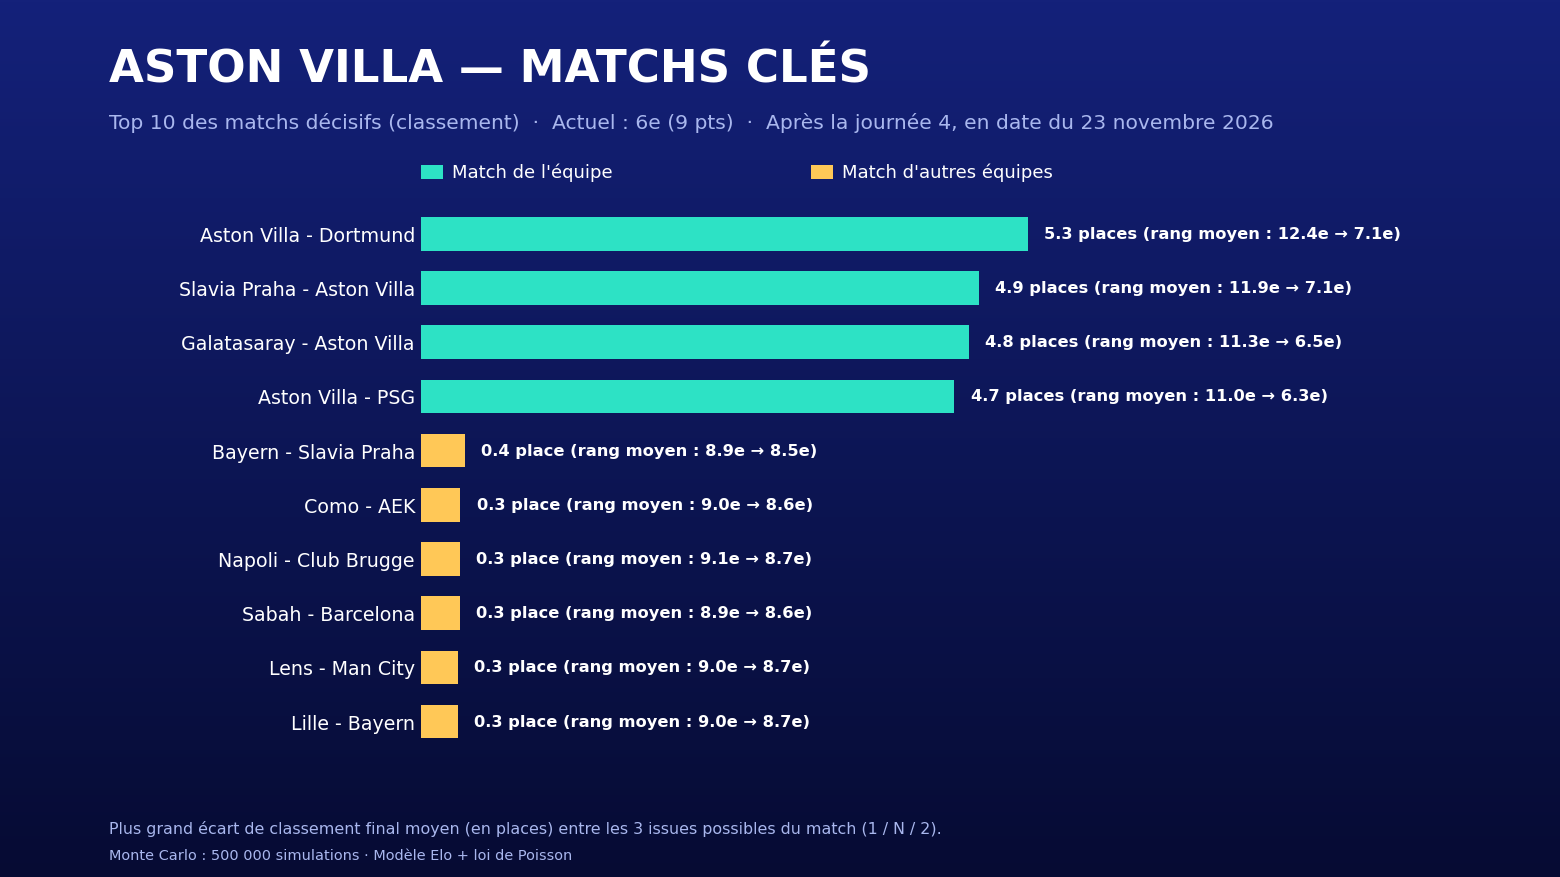 ASTON VILLA — MATCHS CLÉS
Top 10 des matchs décisifs (classement) · Actuel : 6e (9 pts) · Après la journée 4, en date du 23 novembre 2026
Match de l'équipe
Match d'autres équipes
Aston Villa - Dortmund 5.3 places (rang moyen : 12.4e → 7.1e)
Slavia Praha - Aston Villa 4.9 places (rang moyen : 11.9e → 7.1e)
Galatasaray - Aston Villa 4.8 places (rang moyen : 11.3e → 6.5e)
Aston Villa - PSG 4.7 places (rang moyen : 11.0e → 6.3e)
Bayern - Slavia Praha 0.4 place (rang moyen : 8.9e → 8.5e)
Como - AEK 0.3 place (rang moyen : 9.0e → 8.6e)
Napoli - Club Brugge 0.3 place (rang moyen : 9.1e → 8.7e)
Sabah - Barcelona 0.3 place (rang moyen : 8.9e → 8.6e)
Lens - Man City 0.3 place (rang moyen : 9.0e → 8.7e)
Lille - Bayern 0.3 place (rang moyen : 9.0e → 8.7e)
Plus grand écart de classement final moyen (en places) entre les 3 issues possibles du match (1 / N / 2).
Monte Carlo : 500 000 simulations · Modèle Elo + loi de Poisson